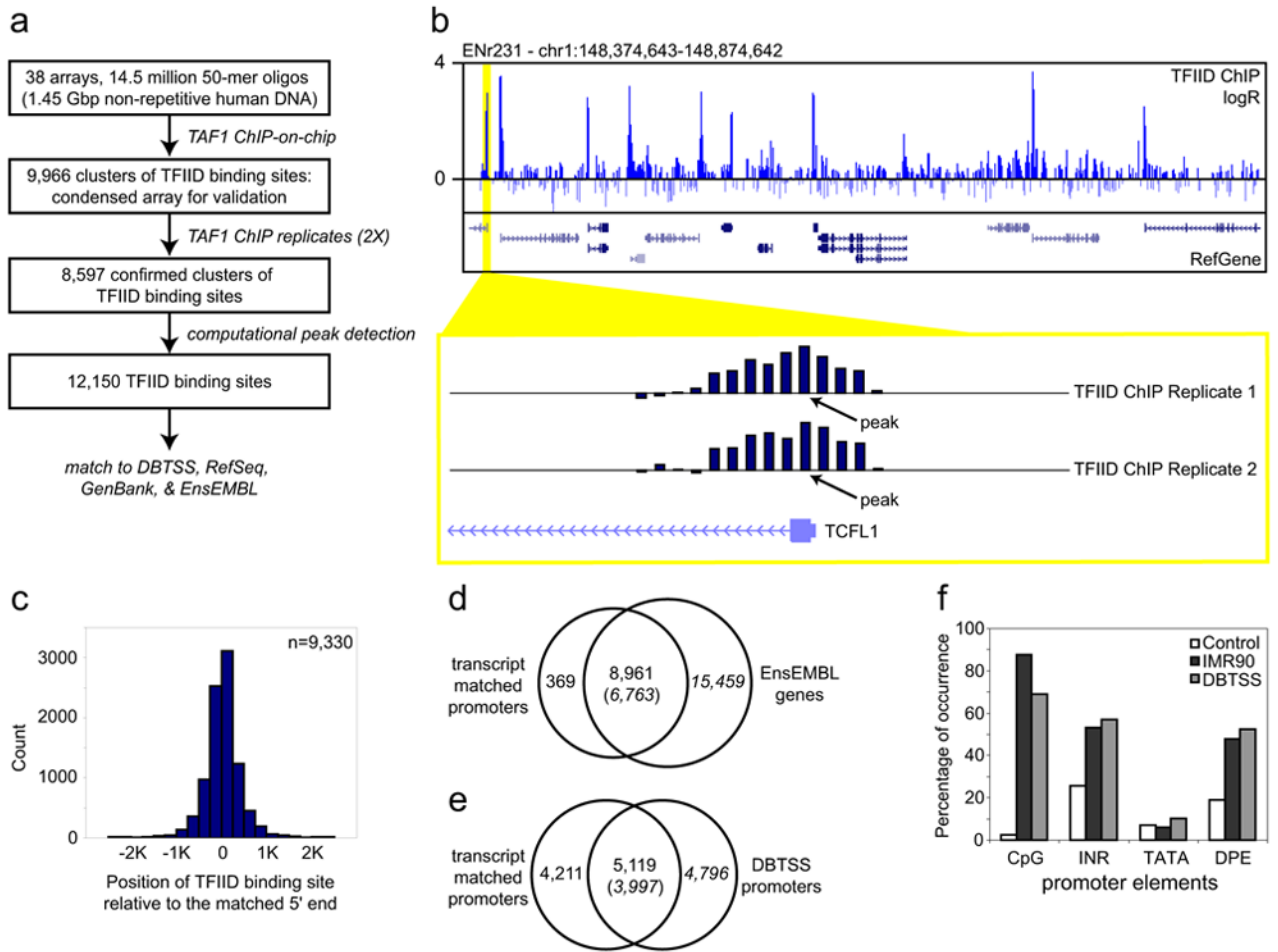 a
38 arrays, 14.5 million 50-mer oligos
(1.45 Gbp non-repetitive human DNA)
TAF1 ChIP-on-chip
9,966 clusters of TFIID binding sites:
condensed array for validation
TAF1 ChIP replicates (2X)
8,597 confirmed clusters of
TFIID binding sites
computational peak detection
12,150 TFIID binding sites
match to DBTSS, RefSeq,
GenBank, & EnsEMBL
b
ENr231 - chr1:148,374,643-148,874,642
4
0
TFIID ChIP
logR
RefGene
TFIID ChIP Replicate 1
peak
TFIID ChIP Replicate 2
peak
TCFL1
c
n=9,330
3000
2000
1000
0
Count
-2K -1K 0 1K 2K
Position of TFIID binding site
relative to the matched 5' end
d
transcript
matched
promoters
369
8,961
(6,763)
15,459
EnsEMBL
genes
e
transcript
matched
promoters
4,211
5,119
(3,997)
4,796
DBTSS
promoters
f
100
80
60
40
20
0
Percentage of occurrence
Control
IMR90
DBTSS
CpG INR TATA DPE
promoter elements